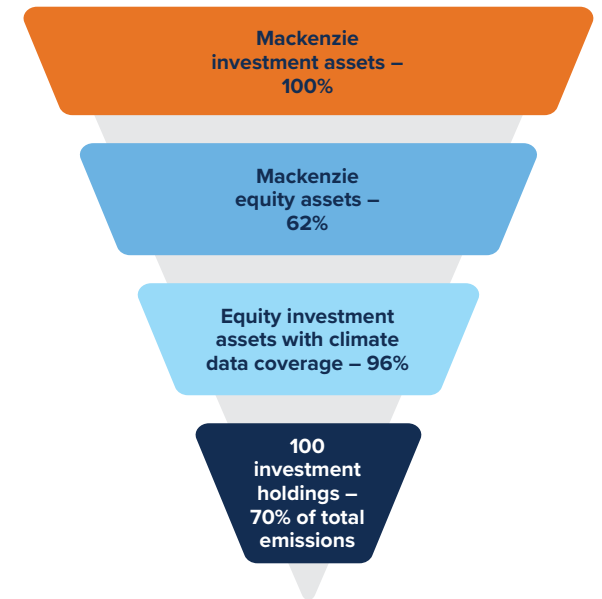 Mackenzie
investment assets –
100%
Mackenzie
equity assets –
62%
Equity investment
assets with climate
data coverage – 96%
100
investment
holdings –
70% of total
emissions